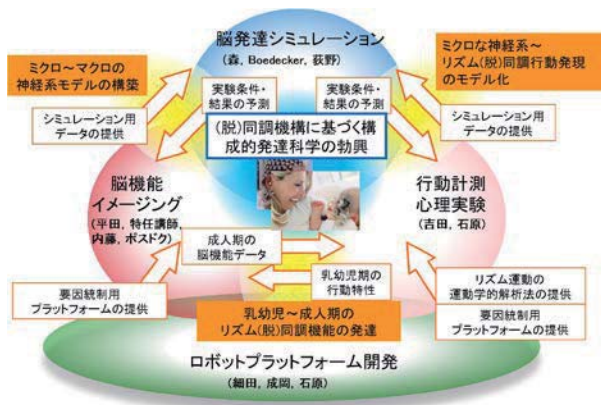 脳発達シミュレーション
(森, Boedecker, 荻野)
ミクロ～マクロの
神経系モデルの構築
ミクロな神経系～
リズム(脱)同調行動発現
のモデル化
シミュレーション用
データの提供
実験条件・
結果の予測
実験条件・
結果の予測
シミュレーション用
データの提供
(脱)同調機構に基づく構
成的発達科学の勃興
脳機能
イメージング
(平田, 特任講師,
内藤, ポスドク)
行動計測
心理実験
(吉田, 石原)
成人期の
脳機能データ
乳幼児期の
行動特性
要因統制用
プラットフォームの提供
リズム運動の
運動学的解析法の提供
要因統制用
プラットフォームの提供
乳幼児～成人期の
リズム(脱)同調機能の発達
ロボットプラットフォーム開発
(細田, 成岡, 石原)